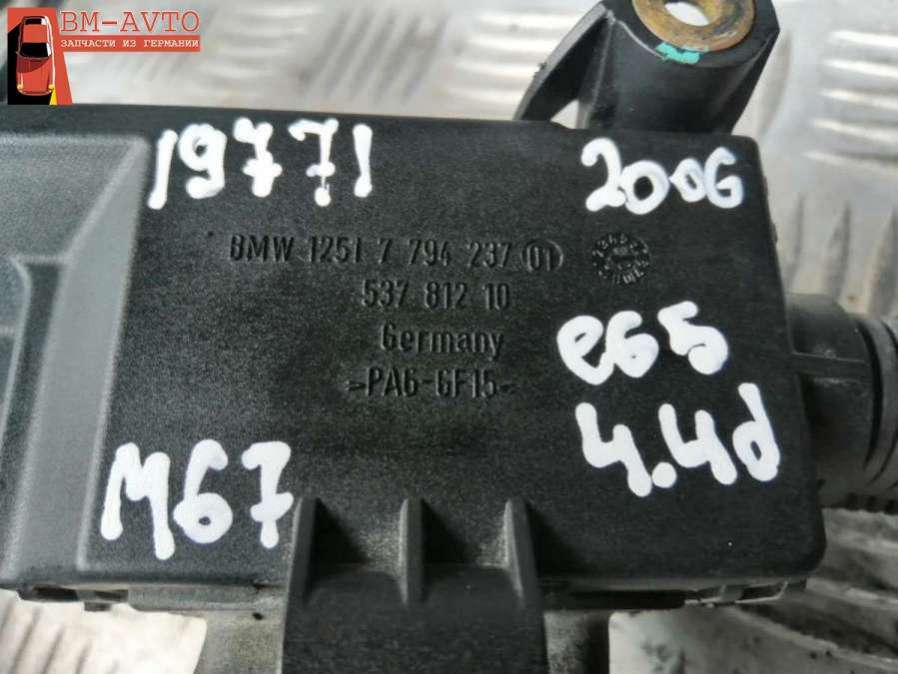 BM-AVTO
ЗАПЧАСТИ ИЗ ГЕРМАНИИ
19771
2006
BMW 1251 7 794 237 01
537 812 10
Germany
>PA6-GF15<
e65
4.4d
M67